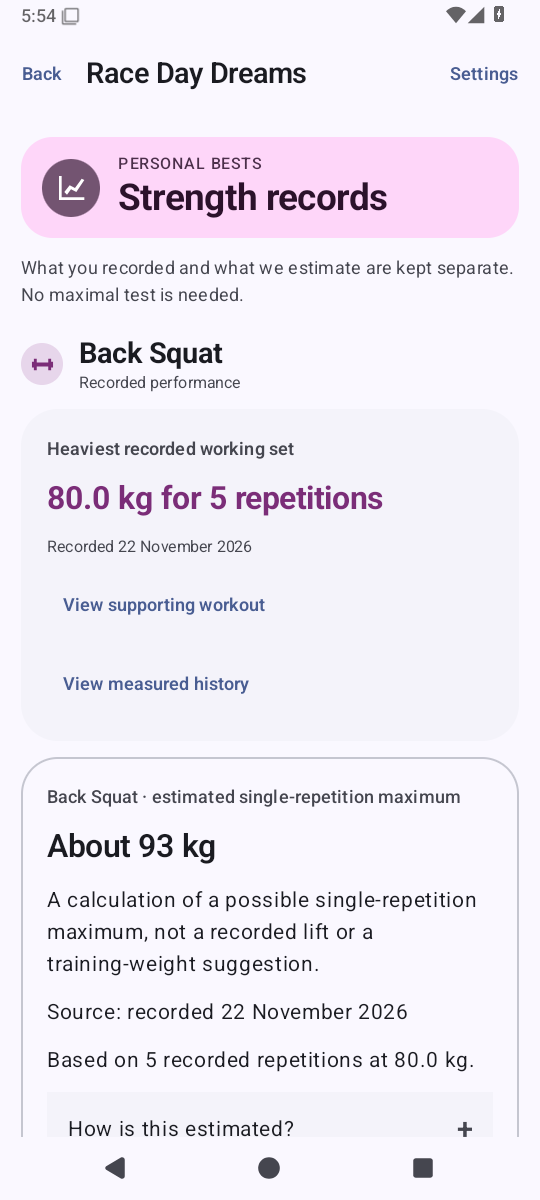 5:54
Back
Race Day Dreams
Settings
PERSONAL BESTS
Strength records
What you recorded and what we estimate are kept separate.
No maximal test is needed.
Back Squat
Recorded performance
Heaviest recorded working set
80.0 kg for 5 repetitions
Recorded 22 November 2026
View supporting workout
View measured history
Back Squat · estimated single-repetition maximum
About 93 kg
A calculation of a possible single-repetition
maximum, not a recorded lift or a
training-weight suggestion.
Source: recorded 22 November 2026
Based on 5 recorded repetitions at 80.0 kg.
How is this estimated?
+